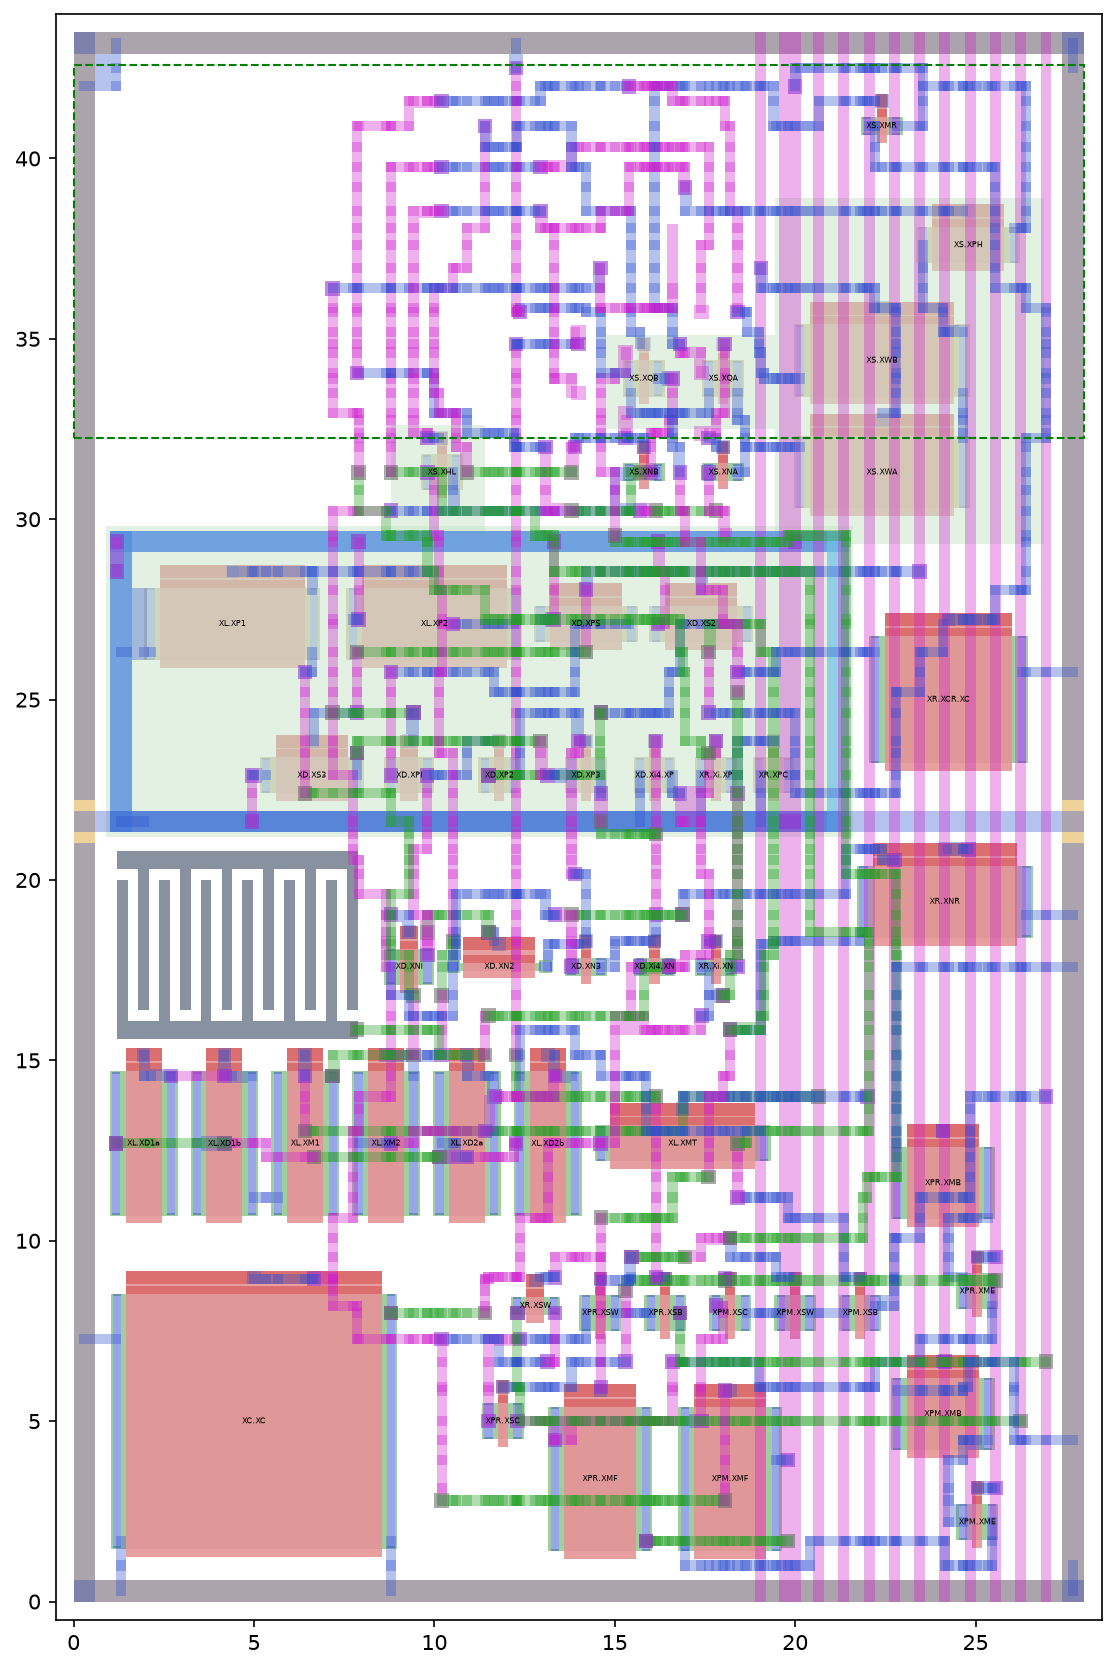 40
35
30
25
20
15
10
5
0
XS.XMR
XS.XPH
XS.XWB
XS.XQB XS.XQA
XS.XHL XS.XNB XS.XNA XS.XWA
XL.XP1 XL.XP2 XD.XPS XD.XS2
XR.XCR.XC
XD.XS3 XD.XPI XD.XP2 XD.XP3 XD.Xi4.XP XR.Xi.XP XR.XPC
XR.XNR
XD.XNI XD.XN2 XD.XN3 XD.Xi4.XN XR.Xi.XN
XL.XD1a XL.XD1b XL.XM1 XL.XM2 XL.XD2a XL.XD2b XL.XMT
XPR.XMB
XPR.XME
XR.XSW XPR.XSW XPR.XSB XPM.XSC XPM.XSW XPM.XSB
XC.XC XPR.XSC XPM.XMB
XPR.XMF XPM.XMF
XPM.XME
0 5 10 15 20 25